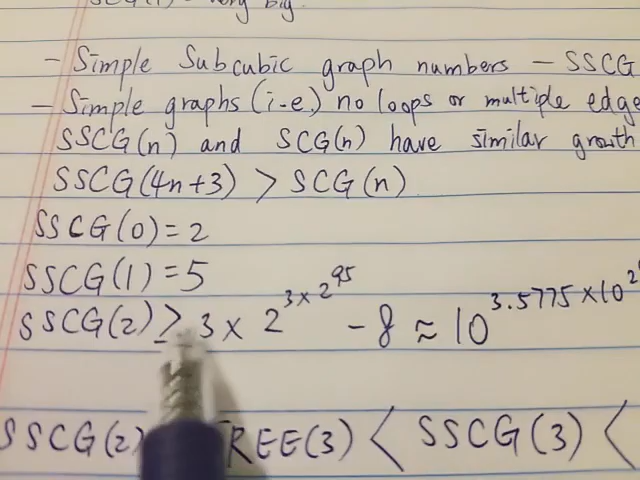 - Simple Subcubic graph numbers - SSCG
- Simple graphs (i-e) no loops or multiple edge
SSCG(n) and SCG(n) have similar growth
SSCG(4n+3) > SCG(n)
SSCG(0) = 2
SSCG(1) = 5
SSCG(2) ≥ 3 × 2^3×2^95 - 8 ≈ 10^3.5775×10^2
SSCG(2) REE(3) < SSCG(3) <